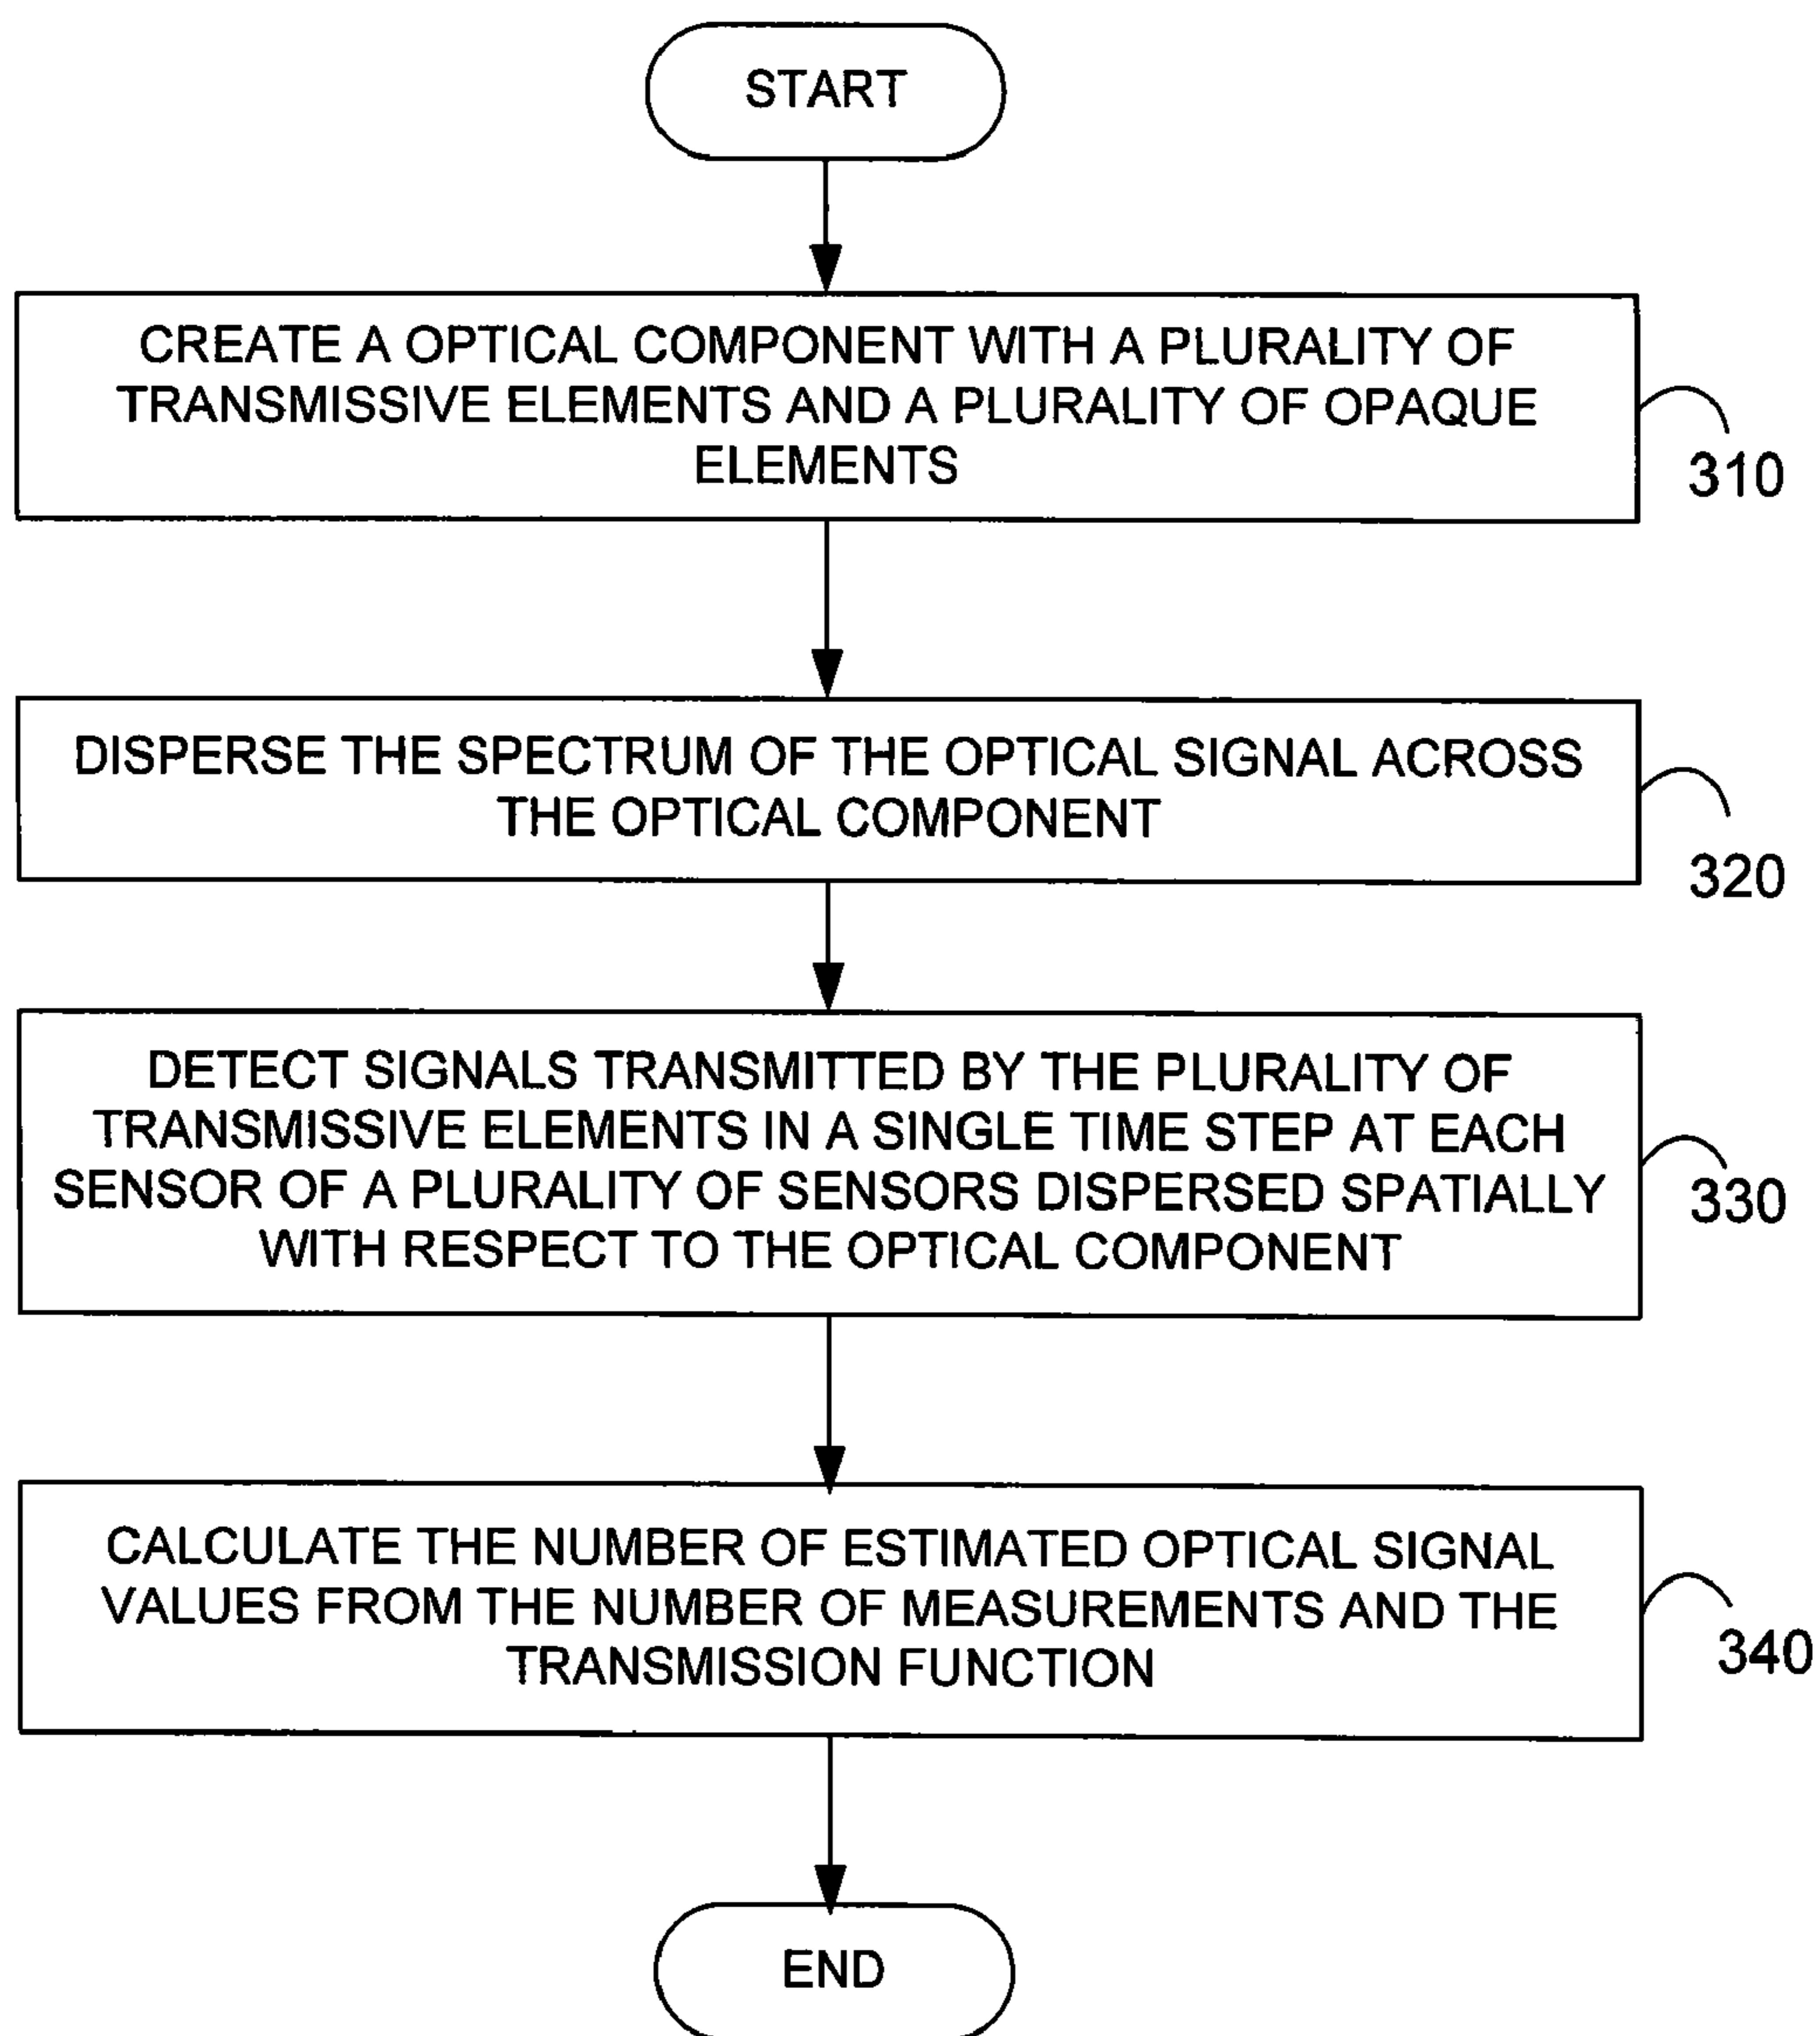 START
CREATE A OPTICAL COMPONENT WITH A PLURALITY OF
TRANSMISSIVE ELEMENTS AND A PLURALITY OF OPAQUE
ELEMENTS
310
DISPERSE THE SPECTRUM OF THE OPTICAL SIGNAL ACROSS
THE OPTICAL COMPONENT
320
DETECT SIGNALS TRANSMITTED BY THE PLURALITY OF
TRANSMISSIVE ELEMENTS IN A SINGLE TIME STEP AT EACH
SENSOR OF A PLURALITY OF SENSORS DISPERSED SPATIALLY
WITH RESPECT TO THE OPTICAL COMPONENT
330
CALCULATE THE NUMBER OF ESTIMATED OPTICAL SIGNAL
VALUES FROM THE NUMBER OF MEASUREMENTS AND THE
TRANSMISSION FUNCTION
340
END